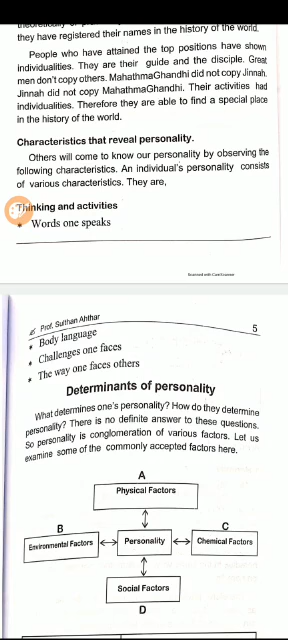 they have registered their names in the history of the world.
People who have attained the top positions have shown
individualities. They are their guide and the disciple. Great
men don't copy others. MahathmaGhandhi did not copy Jinnah.
Jinnah did not copy MahathmaGhandhi. Their activities had
individualities. Therefore they are able to find a special place
in the history of the world.
Characteristics that reveal personality.
Others will come to know our personality by observing the
following characteristics. An individual's personality consists
of various characteristics. They are,
Thinking and activities
* Words one speaks
Scanned with CamScanner
Prof. Sulthan Ahthar
5
* Body language
* Challenges one faces
* The way one faces others
Determinants of personality
What determines one's personality? How do they determine
personality? There is no definite answer to these questions.
So personality is conglomeration of various factors. Let us
examine some of the commonly accepted factors here.
A
Physical Factors
B
C
Environmental Factors
Personality
Chemical Factors
Social Factors
D